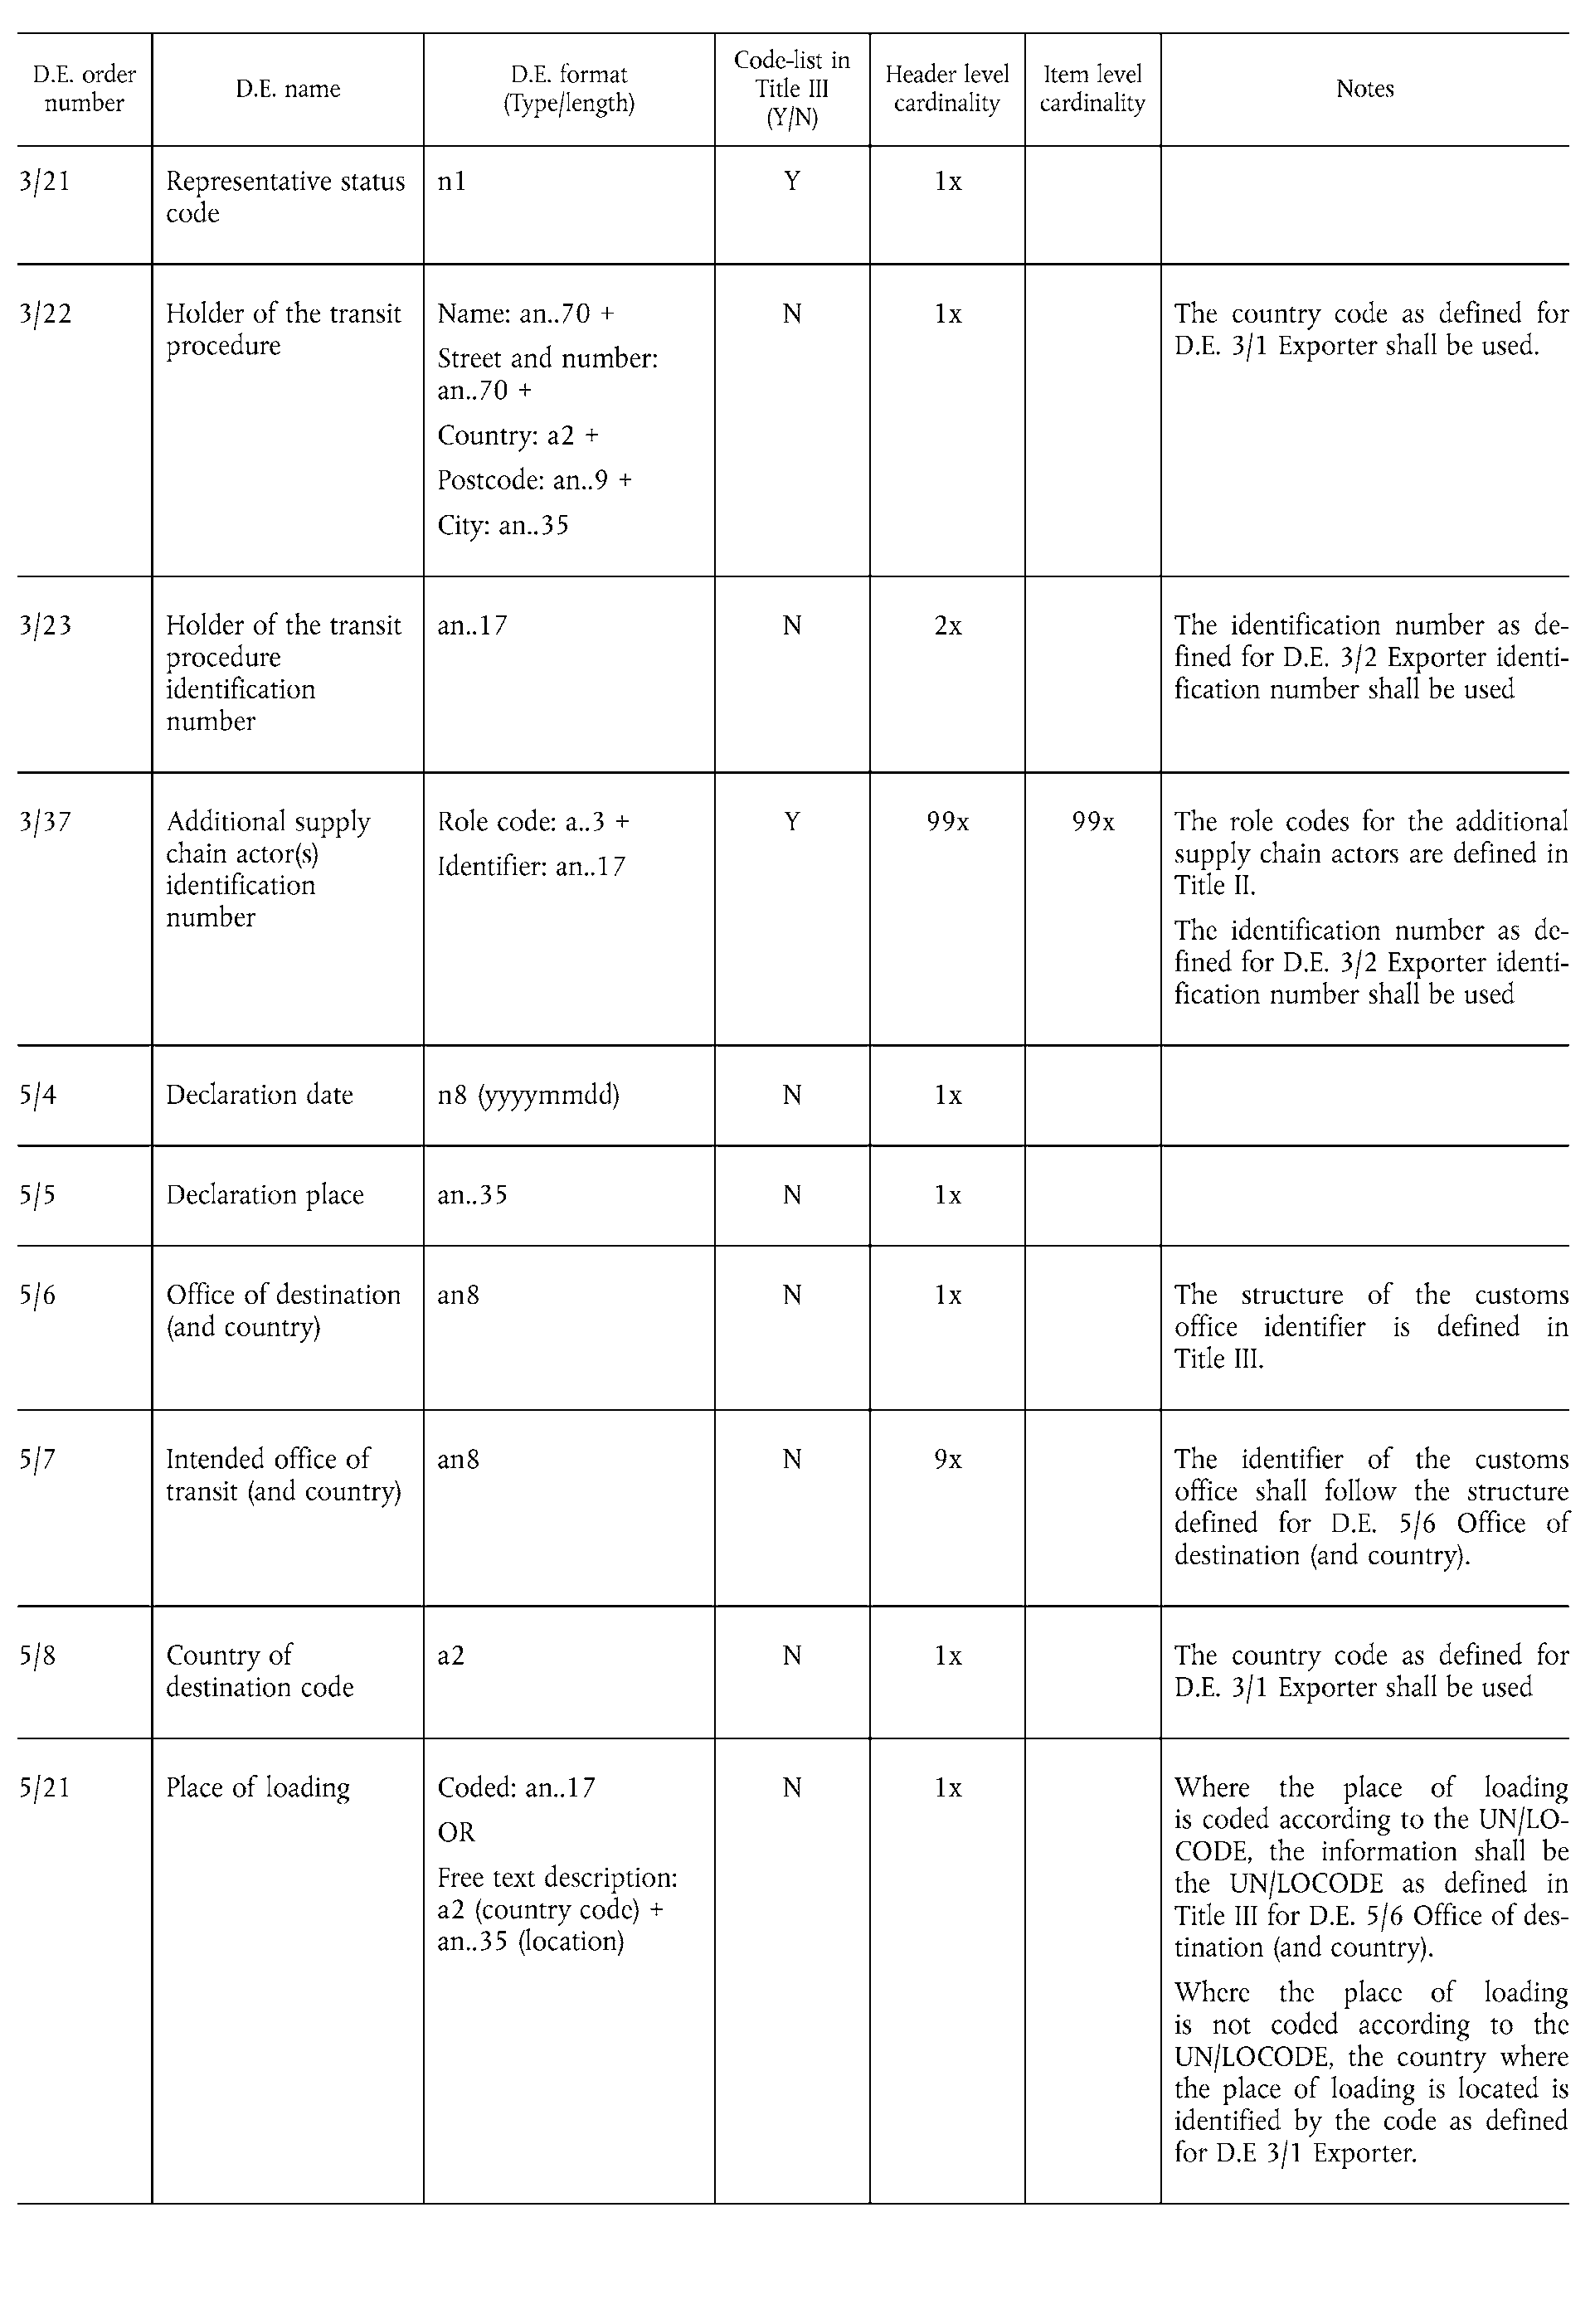 D.E. order
number
D.E. name
D.E. format
(Type/length)
Code-list in
Title III
(Y/N)
Header level
cardinality
Item level
cardinality
Notes
3/21
Representative status
code
n1
Y
1x
3/22
Holder of the transit
procedure
Name: an..70 +
Street and number:
an..70 +
Country: a2 +
Postcode: an..9 +
City: an..35
N
1x
The country code as defined for
D.E. 3/1 Exporter shall be used.
3/23
Holder of the transit
procedure
identification
number
an..17
N
2x
The identification number as de-
fined for D.E. 3/2 Exporter identi-
fication number shall be used
3/37
Additional supply
chain actor(s)
identification
number
Role code: a..3 +
Identifier: an..17
Y
99x
99x
The role codes for the additional
supply chain actors are defined in
Title II.
The identification number as de-
fined for D.E. 3/2 Exporter identi-
fication number shall be used
5/4
Declaration date
n8 (yyyymmdd)
N
1x
5/5
Declaration place
an..35
N
1x
5/6
Office of destination
(and country)
an8
N
1x
The structure of the customs
office identifier is defined in
Title III.
5/7
Intended office of
transit (and country)
an8
N
9x
The identifier of the customs
office shall follow the structure
defined for D.E. 5/6 Office of
destination (and country).
5/8
Country of
destination code
a2
N
1x
The country code as defined for
D.E. 3/1 Exporter shall be used
5/21
Place of loading
Coded: an..17
OR
Free text description:
a2 (country code) +
an..35 (location)
N
1x
Where the place of loading
is coded according to the UN/LO-
CODE, the information shall be
the UN/LOCODE as defined in
Title III for D.E. 5/6 Office of des-
tination (and country).
Where the place of loading
is not coded according to the
UN/LOCODE, the country where
the place of loading is located is
identified by the code as defined
for D.E 3/1 Exporter.